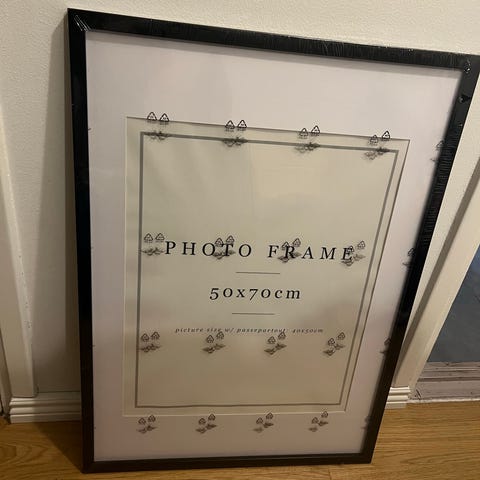 PHOTO FRAME
50x70cm
picture size w/ passepartout: 40x50cm